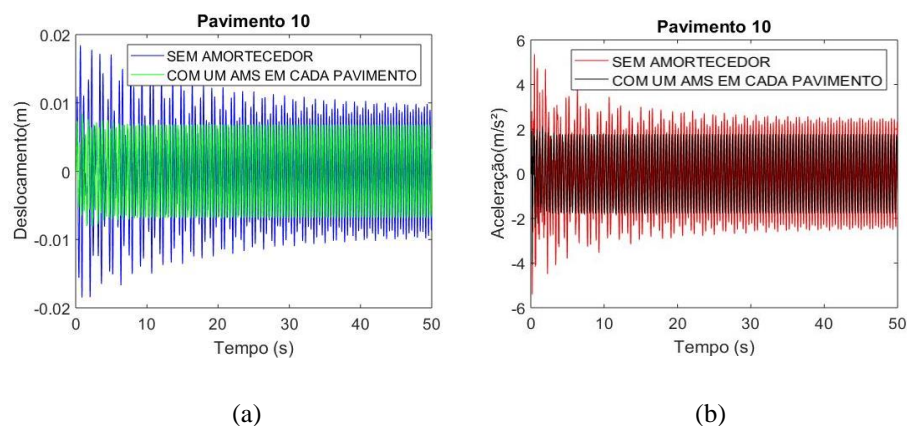 Pavimento 10
SEM AMORTECEDOR
COM UM AMS EM CADA PAVIMENTO
Deslocamento(m)
0.02
0.01
0
-0.01
-0.02
0 10 20 30 40 50
Tempo (s)
(a)
Pavimento 10
SEM AMORTECEDOR
COM UM AMS EM CADA PAVIMENTO
Aceleração(m/s²)
6
4
2
0
-2
-4
-6
0 10 20 30 40 50
Tempo (s)
(b)